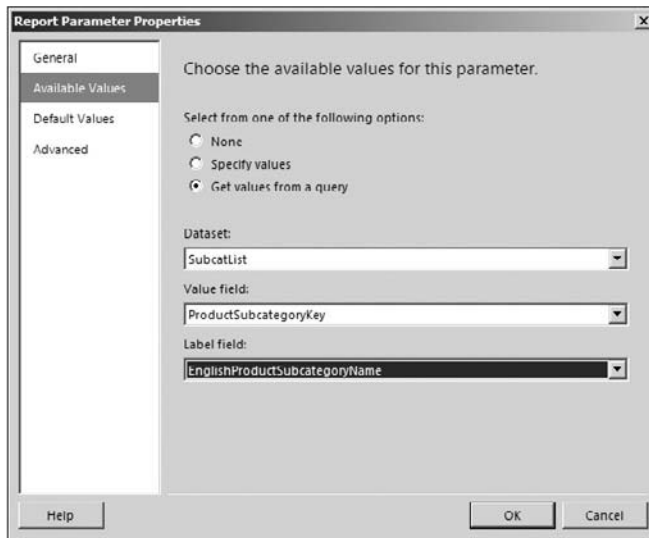 Report Parameter Properties
General
Available Values
Default Values
Advanced
Choose the available values for this parameter.
Select from one of the following options:
None
Specify values
Get values from a query
Dataset:
SubcatList
Value field:
ProductSubcategoryKey
Label field:
EnglishProductSubcategoryName
Help
OK
Cancel